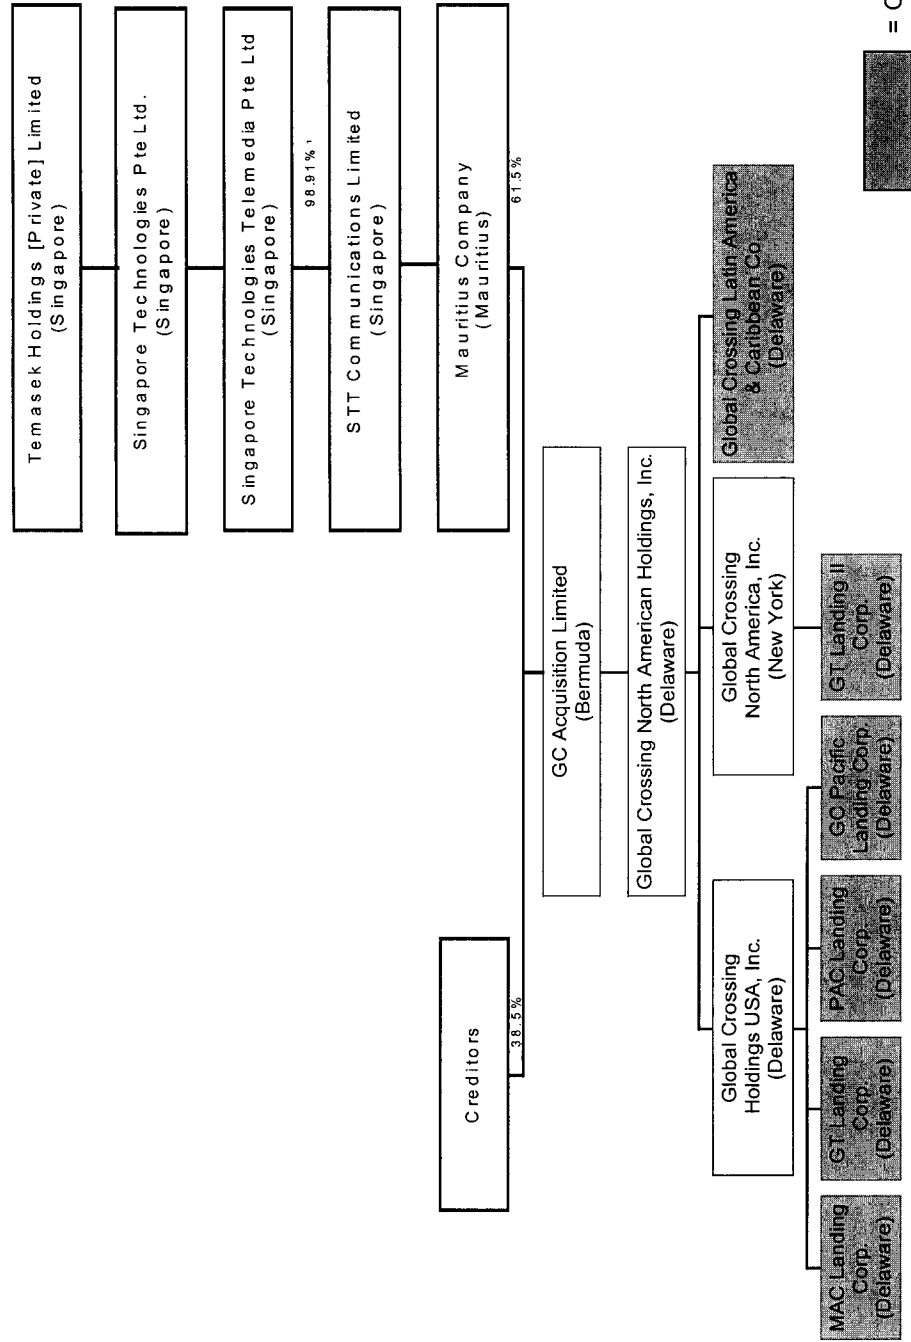 Temasek Holdings [Private] Limited
(Singapore)
Singapore Technologies Pte Ltd.
(Singapore)
Singapore Technologies Telemedia Pte Ltd
(Singapore)
98.91% ¹
STT Communications Limited
(Singapore)
Mauritius Company
(Mauritius)
61.5%
Creditors
38.5%
GC Acquisition Limited
(Bermuda)
Global Crossing North American Holdings, Inc.
(Delaware)
Global Crossing
Holdings USA, Inc.
(Delaware)
Global Crossing
North America, Inc.
(New York)
Global Crossing Latin America
& Caribbean Co.
(Delaware)
MAC Landing
Corp.
(Delaware)
GT Landing
Corp.
(Delaware)
PAC Landing
Corp.
(Delaware)
GC Pacific
Landing Corp.
(Delaware)
GT Landing II
Corp.
(Delaware)
=